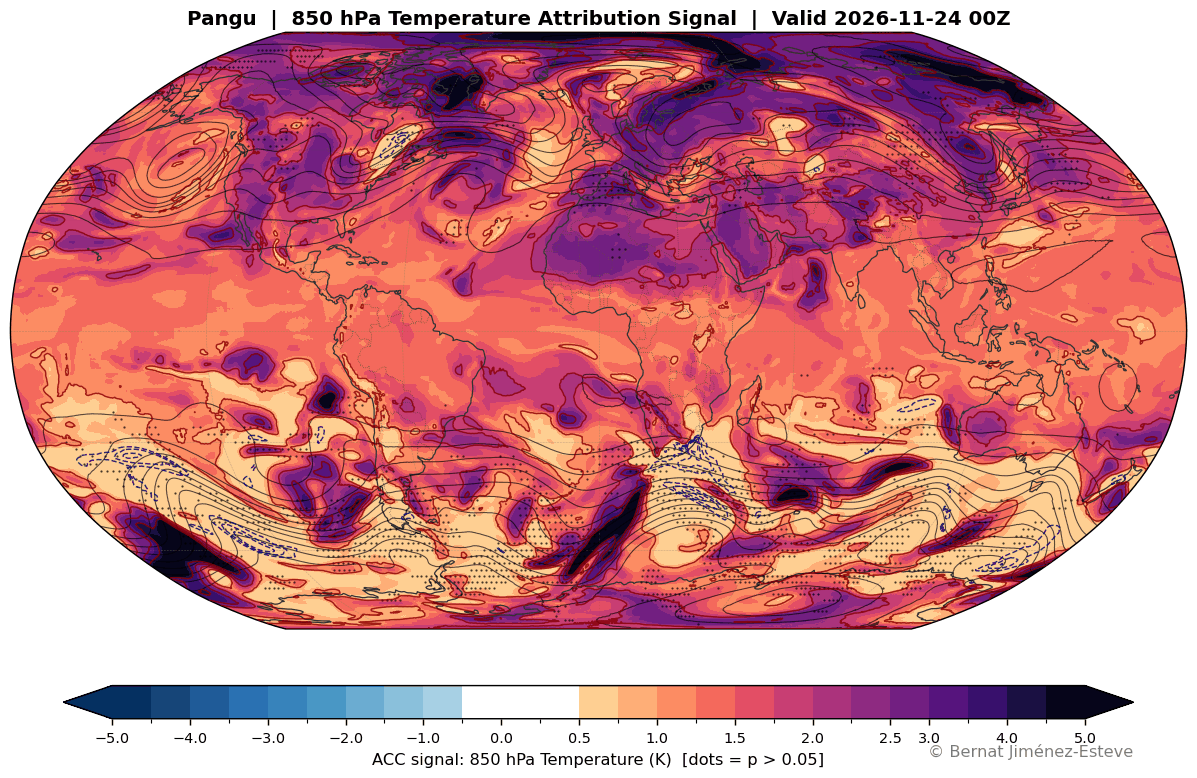 Pangu | 850 hPa Temperature Attribution Signal | Valid 2026-11-24 00Z
−5.0 −4.0 −3.0 −2.0 −1.0 0.0 0.5 1.0 1.5 2.0 2.5 3.0 4.0 5.0
ACC signal: 850 hPa Temperature (K) [dots = p > 0.05]
© Bernat Jiménez-Esteve